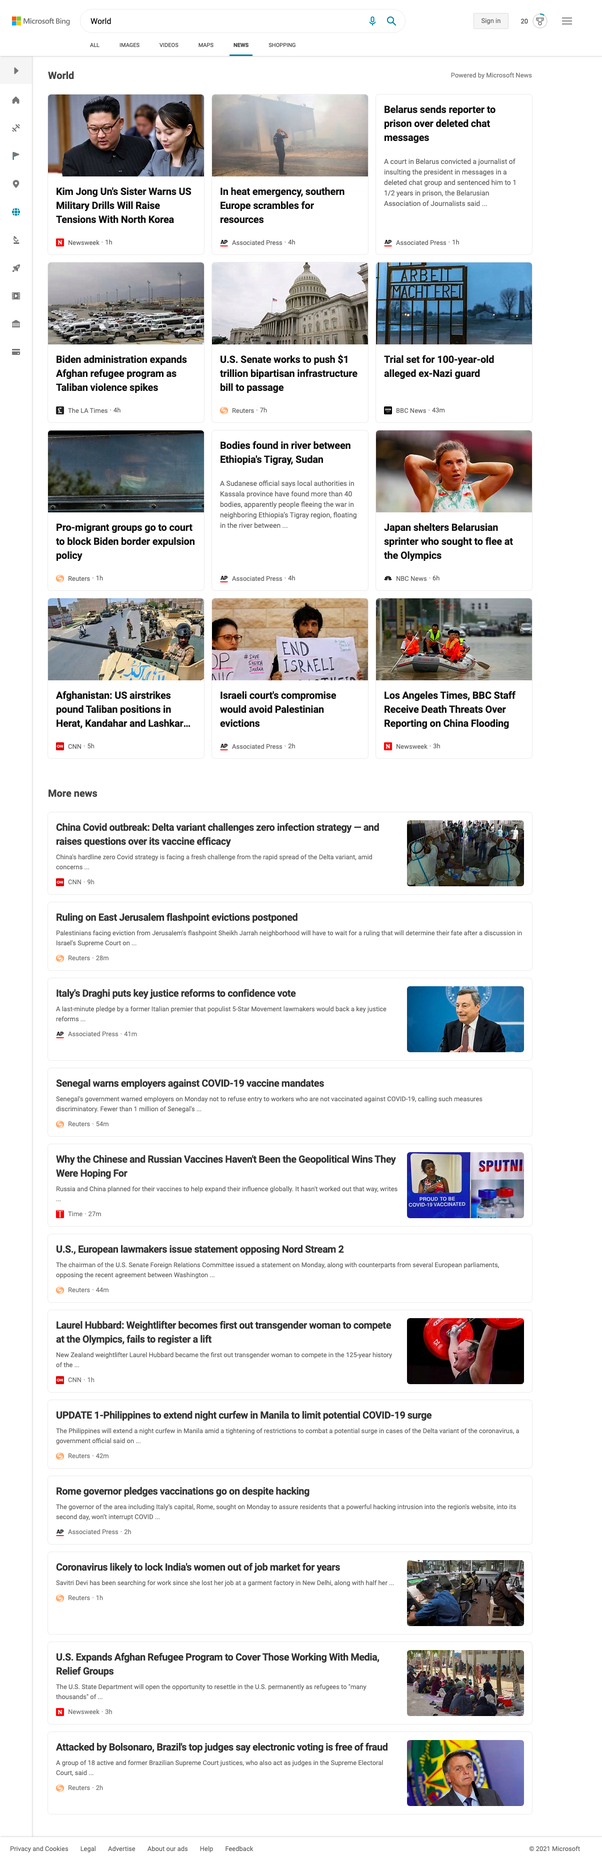 Microsoft Bing
World
Sign in
20
ALL
IMAGES
VIDEOS
MAPS
NEWS
SHOPPING
World
Powered by Microsoft News
Kim Jong Un's Sister Warns US
Military Drills Will Raise
Tensions With North Korea
Newsweek · 1h
In heat emergency, southern
Europe scrambles for
resources
AP Associated Press · 4h
Belarus sends reporter to
prison over deleted chat
messages
A court in Belarus convicted a journalist of
insulting the president in messages in a
deleted chat group and sentenced him to 1
1/2 years in prison, the Belarusian
Association of Journalists said ...
AP Associated Press · 1h
Biden administration expands
Afghan refugee program as
Taliban violence spikes
The LA Times · 4h
U.S. Senate works to push $1
trillion bipartisan infrastructure
bill to passage
Reuters · 7h
ARBEIT
MACHT FREI
Trial set for 100-year-old
alleged ex-Nazi guard
BBC News · 43m
Pro-migrant groups go to court
to block Biden border expulsion
policy
Reuters · 1h
Bodies found in river between
Ethiopia's Tigray, Sudan
A Sudanese official says local authorities in
Kassala province have found more than 40
bodies, apparently people fleeing the war in
neighboring Ethiopia's Tigray region, floating
in the river between ...
AP Associated Press · 4h
Japan shelters Belarusian
sprinter who sought to flee at
the Olympics
NBC News · 6h
Afghanistan: US airstrikes
pound Taliban positions in
Herat, Kandahar and Lashkar...
CNN · 5h
END
ISRAELI
Israeli court's compromise
would avoid Palestinian
evictions
AP Associated Press · 2h
Los Angeles Times, BBC Staff
Receive Death Threats Over
Reporting on China Flooding
Newsweek · 3h
More news
China Covid outbreak: Delta variant challenges zero infection strategy — and
raises questions over its vaccine efficacy
China's hardline zero Covid strategy is facing a fresh challenge from the rapid spread of the Delta variant, amid
concerns ...
CNN · 9h
Ruling on East Jerusalem flashpoint evictions postponed
Palestinians facing eviction from Jerusalem's flashpoint Sheikh Jarrah neighborhood will have to wait for a ruling that will determine their fate after a discussion in
Israel's Supreme Court on ...
Reuters · 28m
Italy's Draghi puts key justice reforms to confidence vote
A last-minute pledge by a former Italian premier that populist 5-Star Movement lawmakers would back a key justice
reforms ...
AP Associated Press · 41m
Senegal warns employers against COVID-19 vaccine mandates
Senegal's government warned employers on Monday not to refuse entry to workers who are not vaccinated against COVID-19, calling such measures
discriminatory. Fewer than 1 million of Senegal's ...
Reuters · 54m
Why the Chinese and Russian Vaccines Haven't Been the Geopolitical Wins They
Were Hoping For
Russia and China planned for their vaccines to help expand their influence globally. It hasn't worked out that way, writes
...
Time · 27m
SPUTNI
PROUD TO BE
COVID-19 VACCINATED
U.S., European lawmakers issue statement opposing Nord Stream 2
The chairman of the U.S. Senate Foreign Relations Committee issued a statement on Monday, along with counterparts from several European parliaments,
opposing the recent agreement between Washington ...
Reuters · 44m
Laurel Hubbard: Weightlifter becomes first out transgender woman to compete
at the Olympics, fails to register a lift
New Zealand weightlifter Laurel Hubbard became the first out transgender woman to compete in the 125-year history
of the ...
CNN · 1h
UPDATE 1-Philippines to extend night curfew in Manila to limit potential COVID-19 surge
The Philippines will extend a night curfew in Manila amid a tightening of restrictions to combat a potential surge in cases of the Delta variant of the coronavirus, a
government official said on ...
Reuters · 42m
Rome governor pledges vaccinations go on despite hacking
The governor of the area including Italy's capital, Rome, sought on Monday to assure residents that a powerful hacking intrusion into the region's website, into its
second day, won't interrupt COVID ...
AP Associated Press · 2h
Coronavirus likely to lock India's women out of job market for years
Savitri Devi has been searching for work since she lost her job at a garment factory in New Delhi, along with half her ...
Reuters · 1h
U.S. Expands Afghan Refugee Program to Cover Those Working With Media,
Relief Groups
The U.S. State Department will open the opportunity to resettle in the U.S. permanently as refugees to "many
thousands" of ...
Newsweek · 3h
Attacked by Bolsonaro, Brazil's top judges say electronic voting is free of fraud
A group of 18 active and former Brazilian Supreme Court justices, who also act as judges in the Supreme Electoral
Court, said ...
Reuters · 2h
Privacy and Cookies
Legal
Advertise
About our ads
Help
Feedback
© 2021 Microsoft